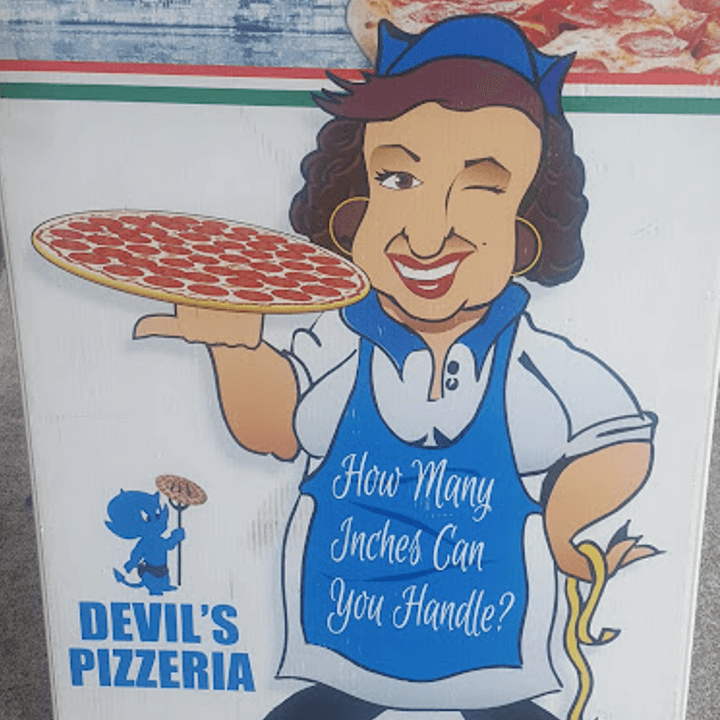 How Many
Inches Can
You Handle?
DEVIL'S
PIZZERIA